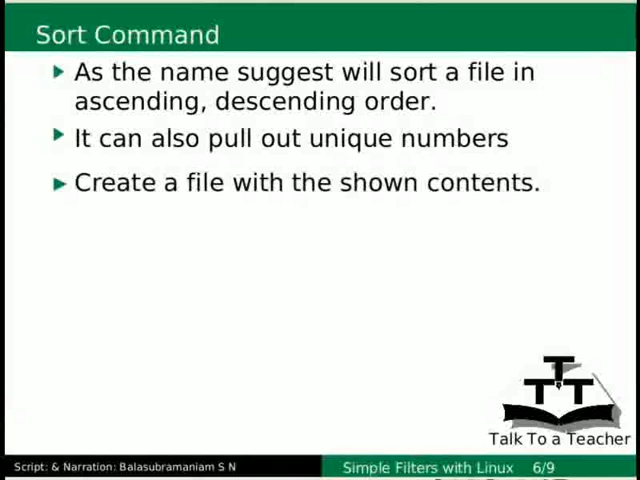 Sort Command
As the name suggest will sort a file in
ascending, descending order.
It can also pull out unique numbers
Create a file with the shown contents.
T
T T
Talk To a Teacher
Script: & Narration: Balasubramaniam S N
Simple Filters with Linux 6/9